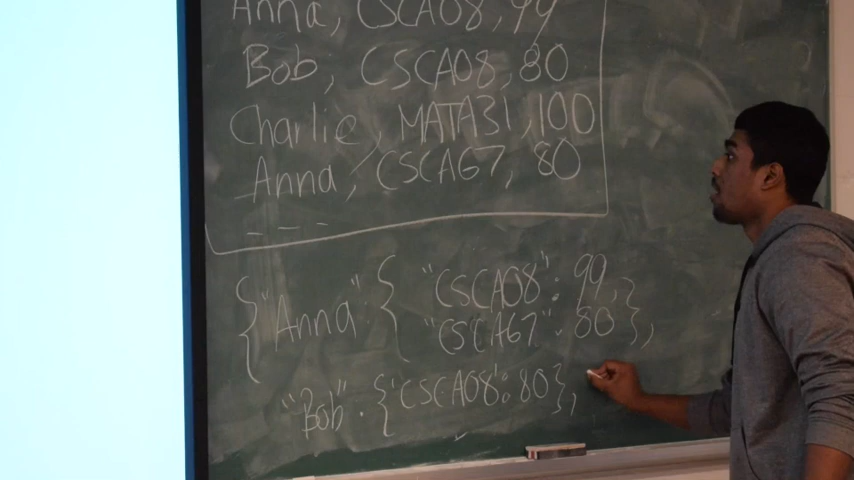 Anna, CSCA08, 99
Bob, CSCA08, 80
Charlie, MATA31, 100
Anna, CSCA67, 80
- - -
{"Anna": { "CSCA08": 99,
"CSCA67": 80 },
"Bob": {'CSCA08': 80},